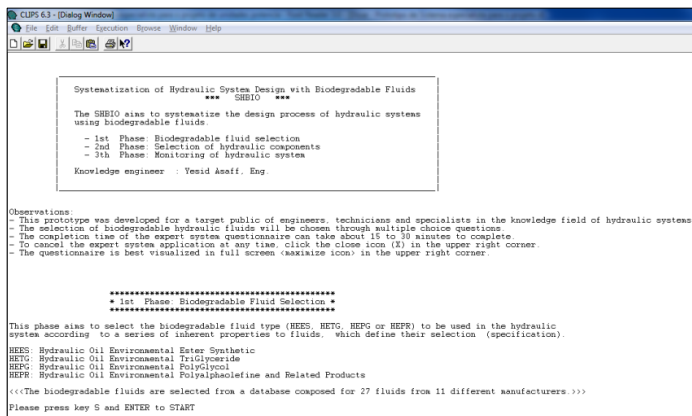 CLIPS 6.3 - [Dialog Window]
File Edit Buffer Execution Browse Window Help
Systematization of Hydraulic System Design with Biodegradable Fluids
*** SHBIO ***
The SHBIO aims to systematize the design process of hydraulic systems
using biodegradable fluids.
- 1st Phase: Biodegradable fluid selection
- 2nd Phase: Selection of hydraulic components
- 3th Phase: Monitoring of hydraulic system
Knowledge engineer : Yesid Asaff, Eng.
Observations:
- This prototype was developed for a target public of engineers, technicians and specialists in the knowledge field of hydraulic systems
- The selection of biodegradable hydraulic fluids will be chosen through multiple choice questions.
- The completion time of the expert system questionnaire can take about 15 to 30 minutes to complete.
- To cancel the expert system application at any time, click the close icon (X) in the upper right corner.
- The questionnaire is best visualized in full screen <maximize icon> in the upper right corner.
********************************************
* 1st Phase: Biodegradable Fluid Selection *
********************************************
This phase aims to select the biodegradable fluid type (HEES, HETG, HEPG or HEPR) to be used in the hydraulic
system according to a series of inherent properties to fluids, which define their selection (specification).
HEES: Hydraulic Oil Environmental Ester Synthetic
HETG: Hydraulic Oil Environmental TriGlyceride
HEPG: Hydraulic Oil Environmental PolyGlycol
HEPR: Hydraulic Oil Environmental Polyalphaolefine and Related Products
<<<The biodegradable fluids are selected from a database composed for 27 fluids from 11 different manufacturers.>>>
Please press key S and ENTER to START